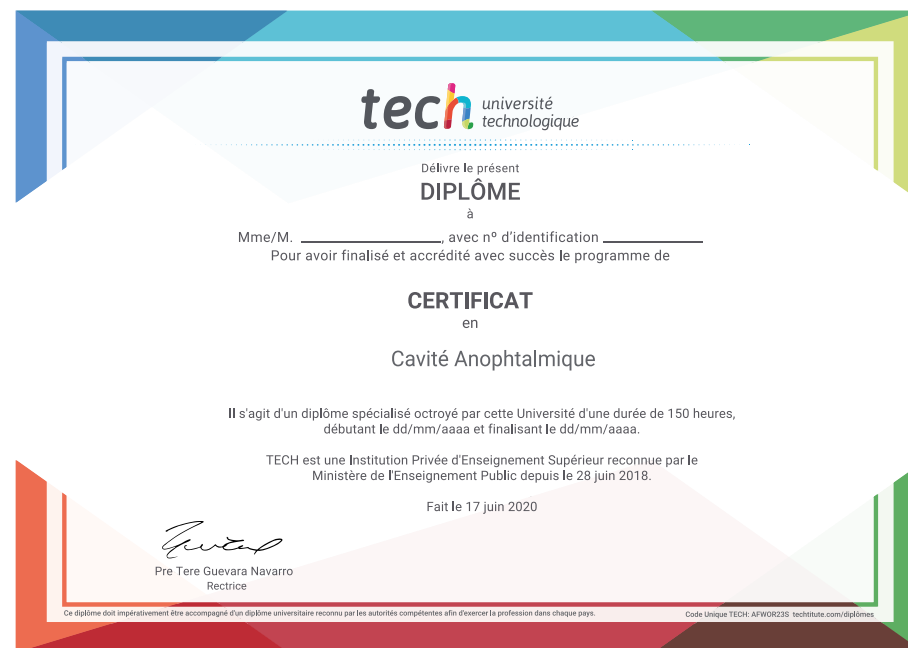 tech université
technologique
Délivre le présent
DIPLÔME
à
Mme/M. ____________________, avec nº d'identification ______________
Pour avoir finalisé et accrédité avec succès le programme de
CERTIFICAT
en
Cavité Anophtalmique
Il s'agit d'un diplôme spécialisé octroyé par cette Université d'une durée de 150 heures,
débutant le dd/mm/aaaa et finalisant le dd/mm/aaaa.
TECH est une Institution Privée d'Enseignement Supérieur reconnue par le
Ministère de l'Enseignement Public depuis le 28 juin 2018.
Fait le 17 juin 2020
Pre Tere Guevara Navarro
Rectrice
Ce diplôme doit impérativement être accompagné d'un diplôme universitaire reconnu par les autorités compétentes afin d'exercer la profession dans chaque pays.
Code Unique TECH: AFWOR23S techtitute.com/diplômes